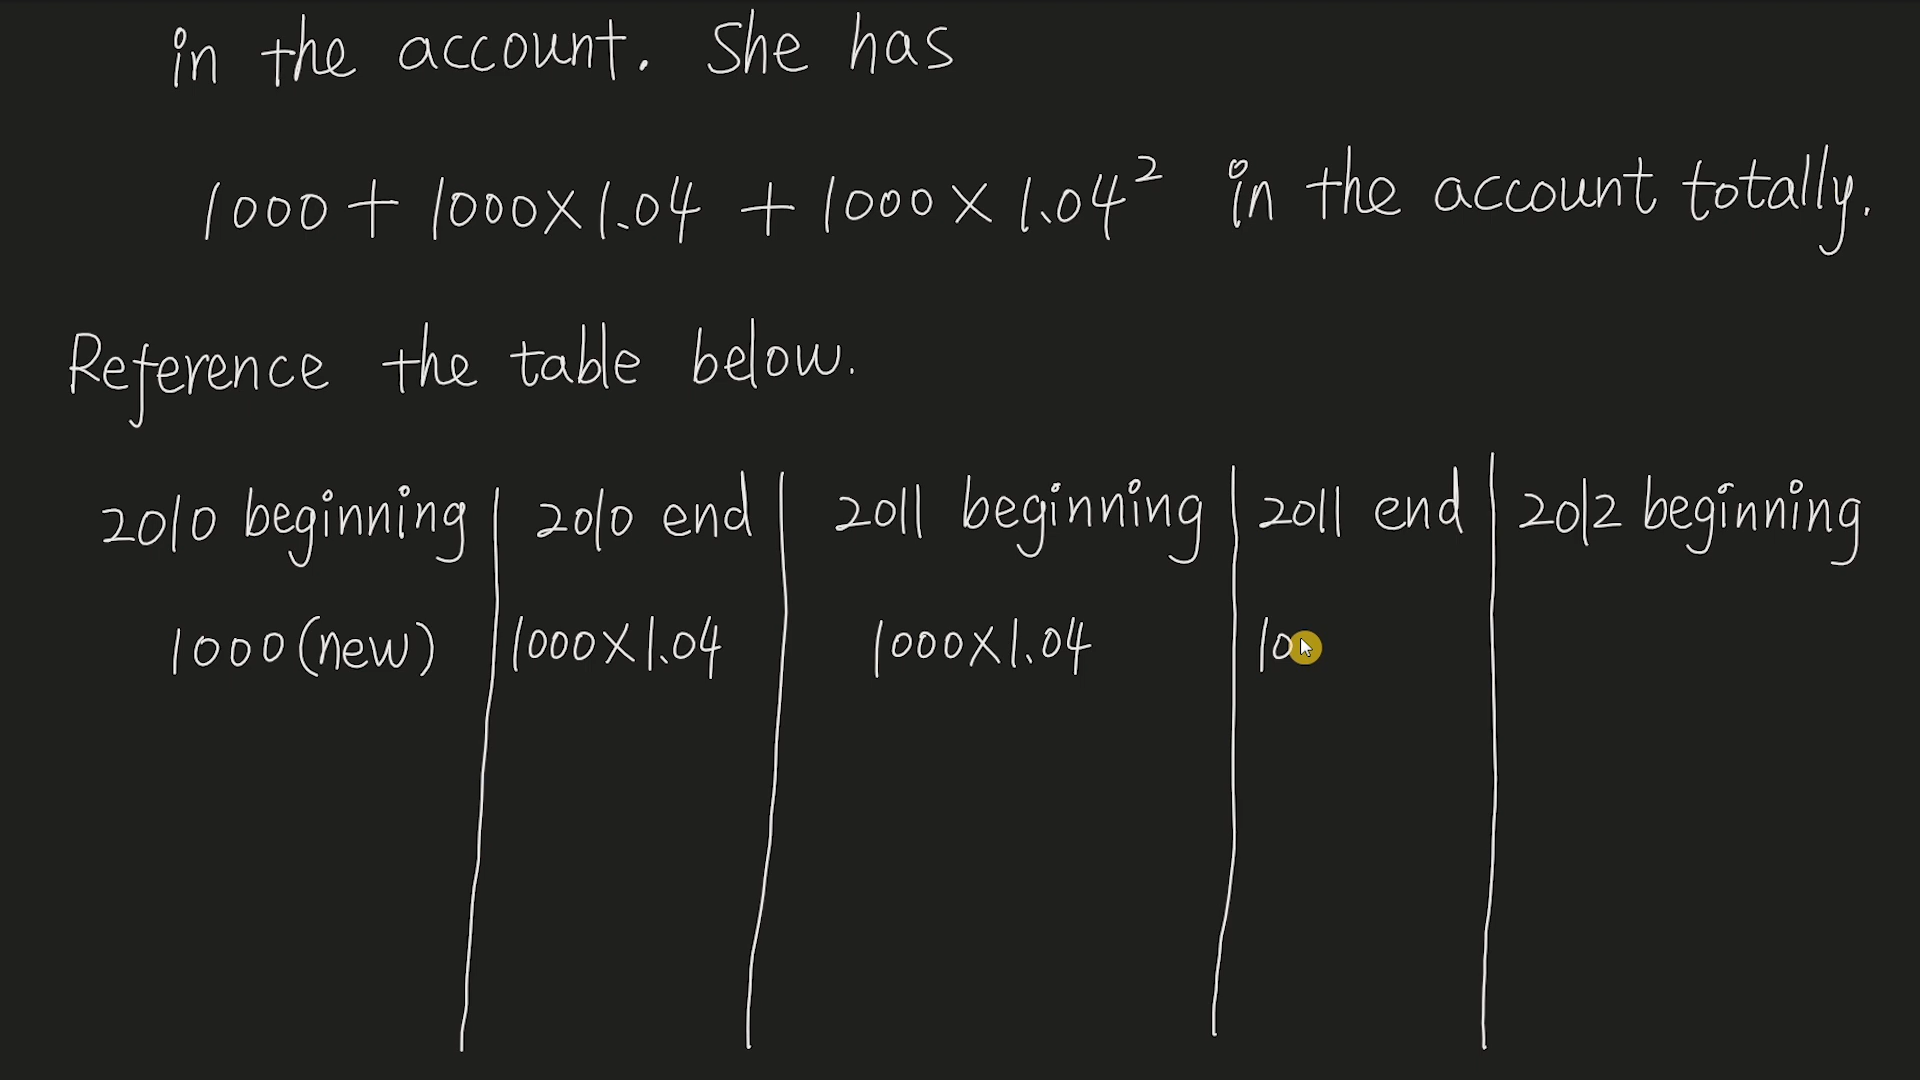 in the account. She has
1000 + 1000×1.04 + 1000 × 1.04² in the account totally.
Reference the table below.
2010 beginning | 2010 end | 2011 beginning | 2011 end | 2012 beginning
1000 (new) | 1000×1.04 | 1000×1.04 | 10